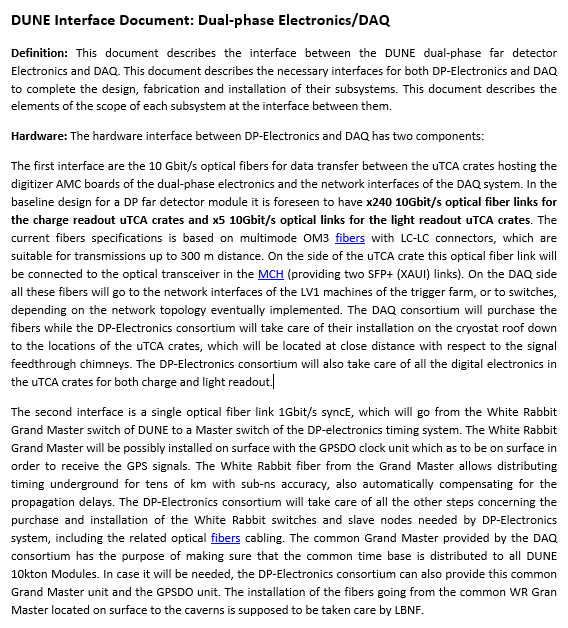 DUNE Interface Document: Dual-phase Electronics/DAQ
Definition: This document describes the interface between the DUNE dual-phase far detector
Electronics and DAQ. This document describes the necessary interfaces for both DP-Electronics and DAQ
to complete the design, fabrication and installation of their subsystems. This document describes the
elements of the scope of each subsystem at the interface between them.
Hardware: The hardware interface between DP-Electronics and DAQ has two components:
The first interface are the 10 Gbit/s optical fibers for data transfer between the uTCA crates hosting the
digitizer AMC boards of the dual-phase electronics and the network interfaces of the DAQ system. In the
baseline design for a DP far detector module it is foreseen to have x240 10Gbit/s optical fiber links for
the charge readout uTCA crates and x5 10Gbit/s optical links for the light readout uTCA crates. The
current fibers specifications is based on multimode OM3 fibers with LC-LC connectors, which are
suitable for transmissions up to 300 m distance. On the side of the uTCA crate this optical fiber link will
be connected to the optical transceiver in the MCH (providing two SFP+ (XAUI) links). On the DAQ side
all these fibers will go to the network interfaces of the LV1 machines of the trigger farm, or to switches,
depending on the network topology eventually implemented. The DAQ consortium will purchase the
fibers while the DP-Electronics consortium will take care of their installation on the cryostat roof down
to the locations of the uTCA crates, which will be located at close distance with respect to the signal
feedthrough chimneys. The DP-Electronics consortium will also take care of all the digital electronics in
the uTCA crates for both charge and light readout.
The second interface is a single optical fiber link 1Gbit/s syncE, which will go from the White Rabbit
Grand Master switch of DUNE to a Master switch of the DP-electronics timing system. The White Rabbit
Grand Master will be possibly installed on surface with the GPSDO clock unit which as to be on surface in
order to receive the GPS signals. The White Rabbit fiber from the Grand Master allows distributing
timing underground for tens of km with sub-ns accuracy, also automatically compensating for the
propagation delays. The DP-Electronics consortium will take care of all the other steps concerning the
purchase and installation of the White Rabbit switches and slave nodes needed by DP-Electronics
system, including the related optical fibers cabling. The common Grand Master provided by the DAQ
consortium has the purpose of making sure that the common time base is distributed to all DUNE
10kton Modules. In case it will be needed, the DP-Electronics consortium can also provide this common
Grand Master unit and the GPSDO unit. The installation of the fibers going from the common WR Gran
Master located on surface to the caverns is supposed to be taken care by LBNF.